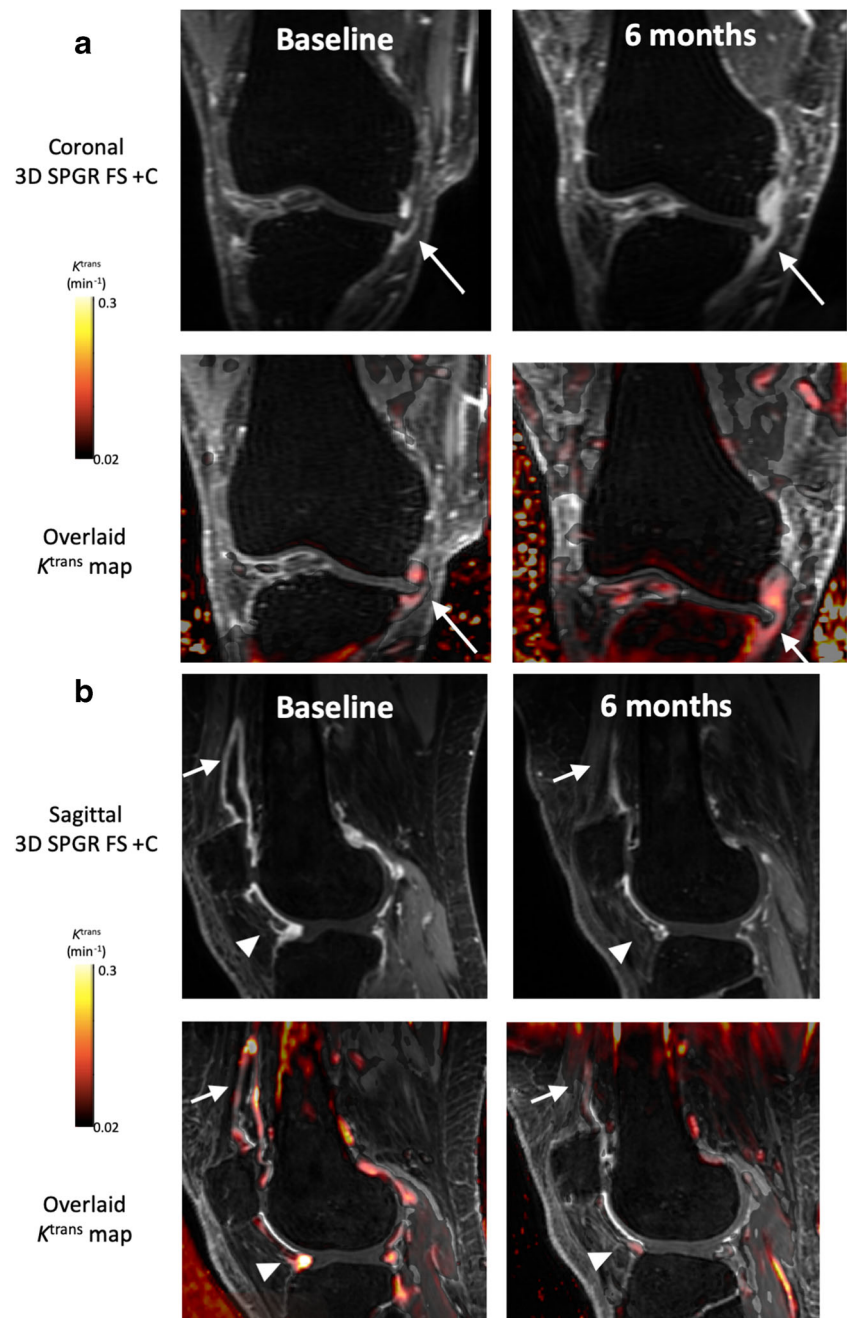 a
Baseline
6 months
Coronal
3D SPGR FS +C
Kᵗʳᵃⁿˢ
(min⁻¹)
0.3
0.02
Overlaid
Kᵗʳᵃⁿˢ map
b
Baseline
6 months
Sagittal
3D SPGR FS +C
Kᵗʳᵃⁿˢ
(min⁻¹)
0.3
0.02
Overlaid
Kᵗʳᵃⁿˢ map